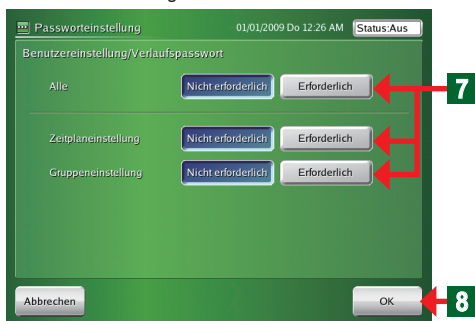 Passworteinstellung 01/01/2009 Do 12:26 AM Status:Aus
Benutzereinstellung/Verlaufspasswort
Alle Nicht erforderlich Erforderlich
7
Zeitplaneinstellung Nicht erforderlich Erforderlich
Gruppeneinstellung Nicht erforderlich Erforderlich
Abbrechen OK
8